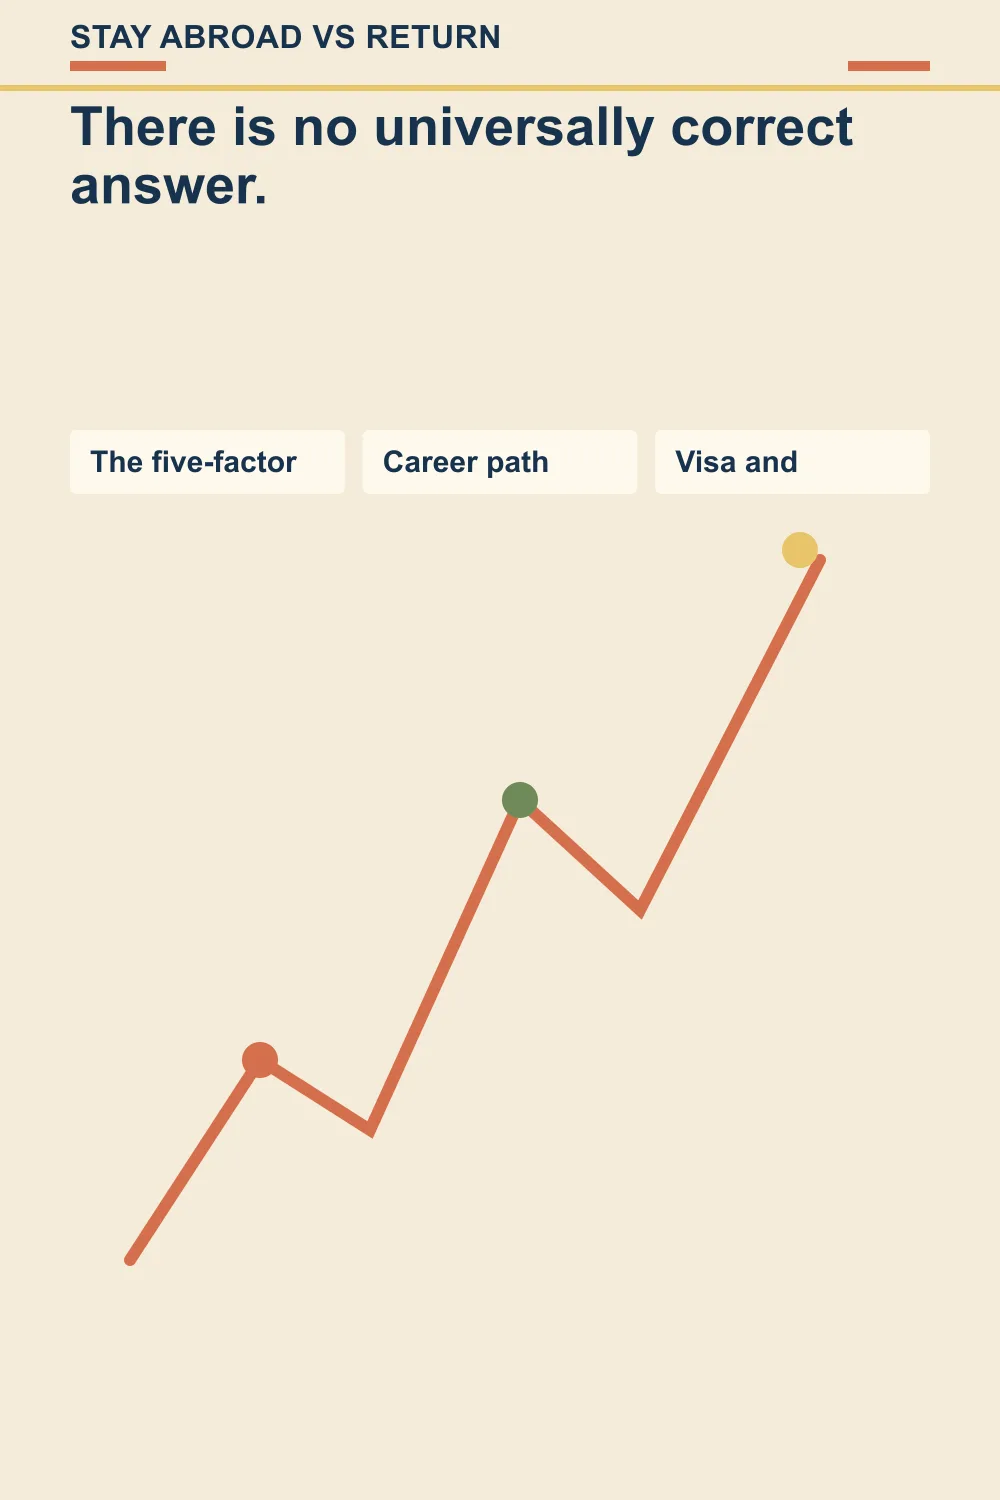 STAY ABROAD VS RETURN
There is no universally correct
answer.
The five-factor
Career path
Visa and